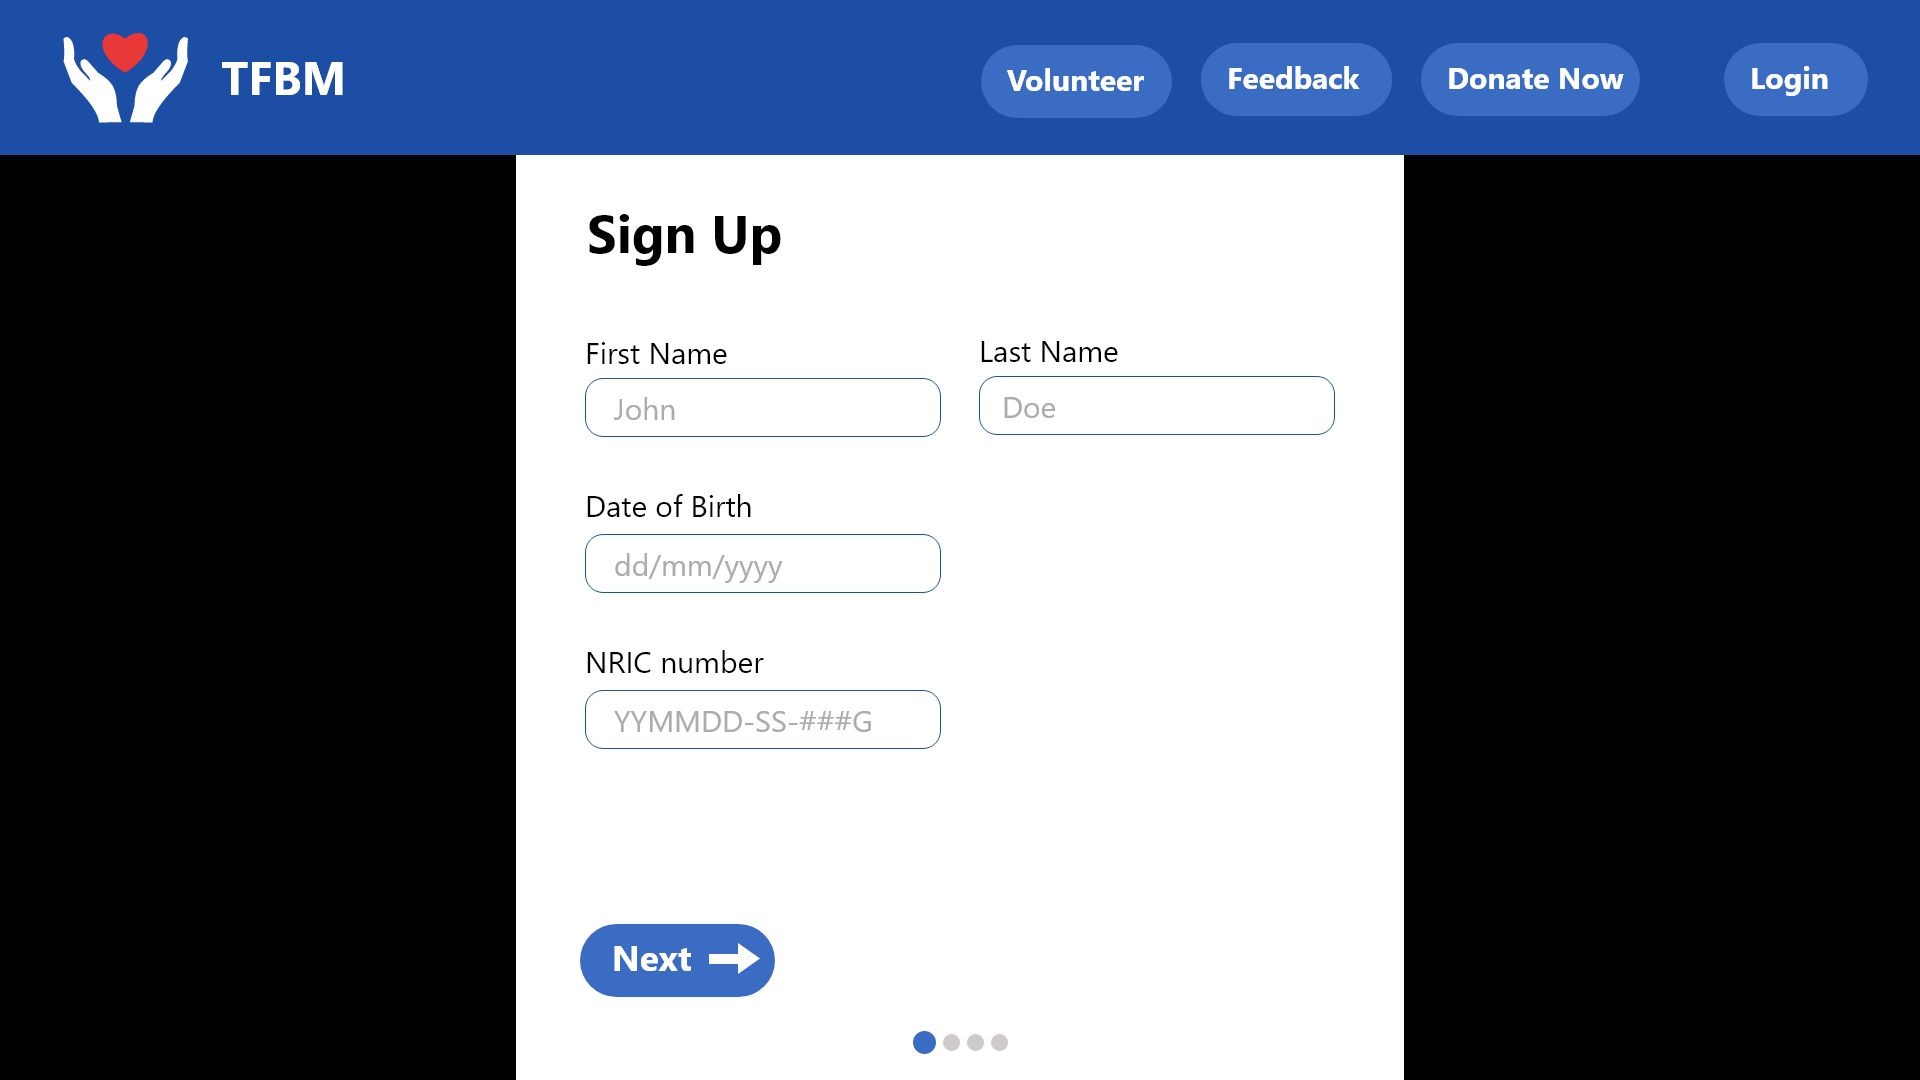 TFBM
Volunteer
Feedback
Donate Now
Login
Sign Up
First Name
Last Name
John
Doe
Date of Birth
dd/mm/yyyy
NRIC number
YYMMDD-SS-###G
Next